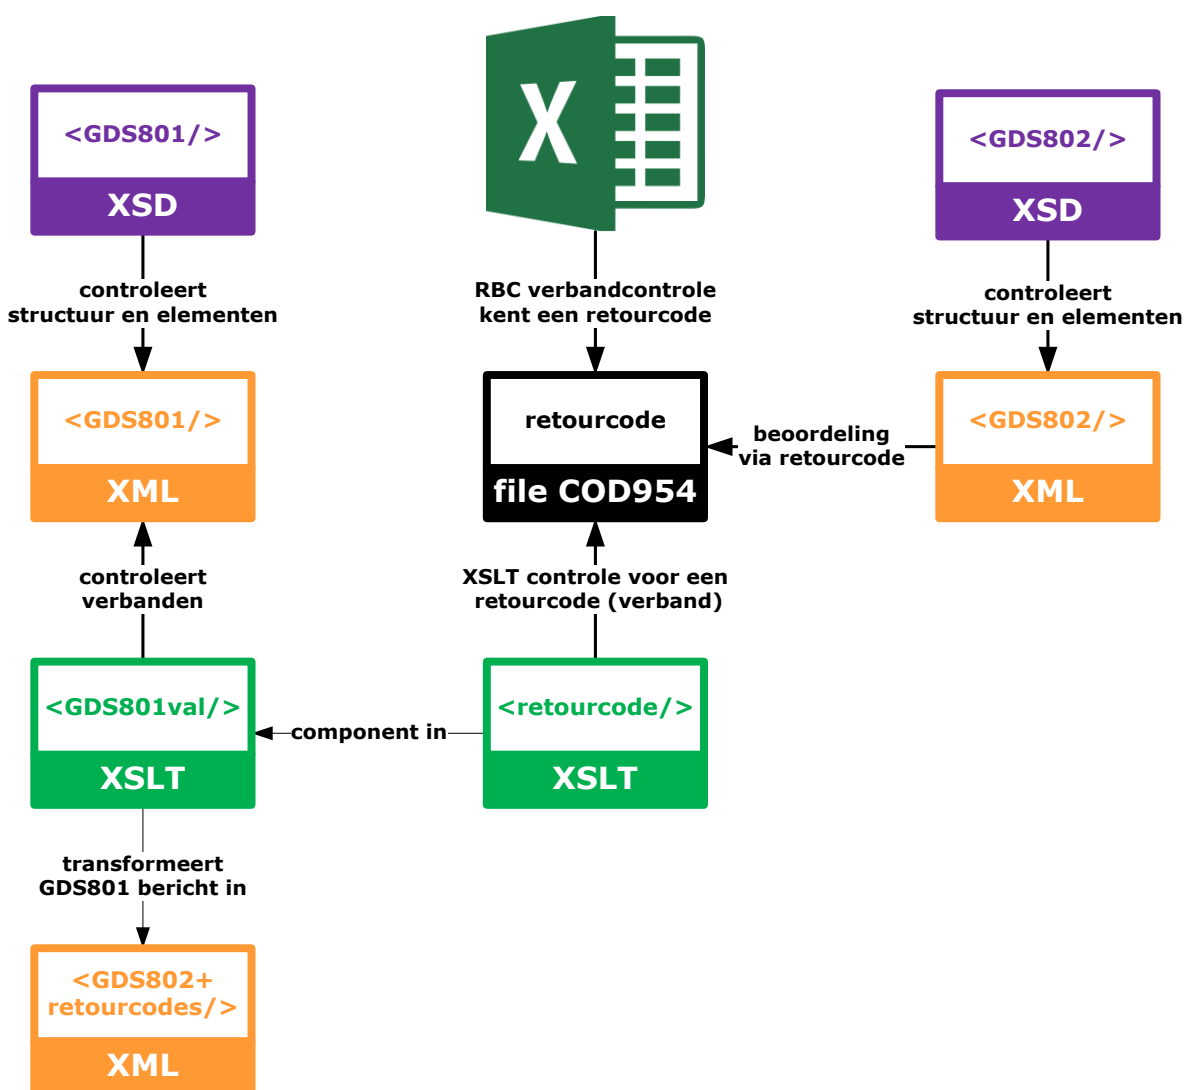 X
<GDS801/>
XSD
<GDS802/>
XSD
controleert
structuur en elementen
RBC verbandcontrole
kent een retourcode
controleert
structuur en elementen
<GDS801/>
XML
retourcode
file COD954
beoordeling
via retourcode
<GDS802/>
XML
controleert
verbanden
XSLT controle voor een
retourcode (verband)
<GDS801val/>
XSLT
component in
<retourcode/>
XSLT
transformeert
GDS801 bericht in
<GDS802+
retourcodes/>
XML